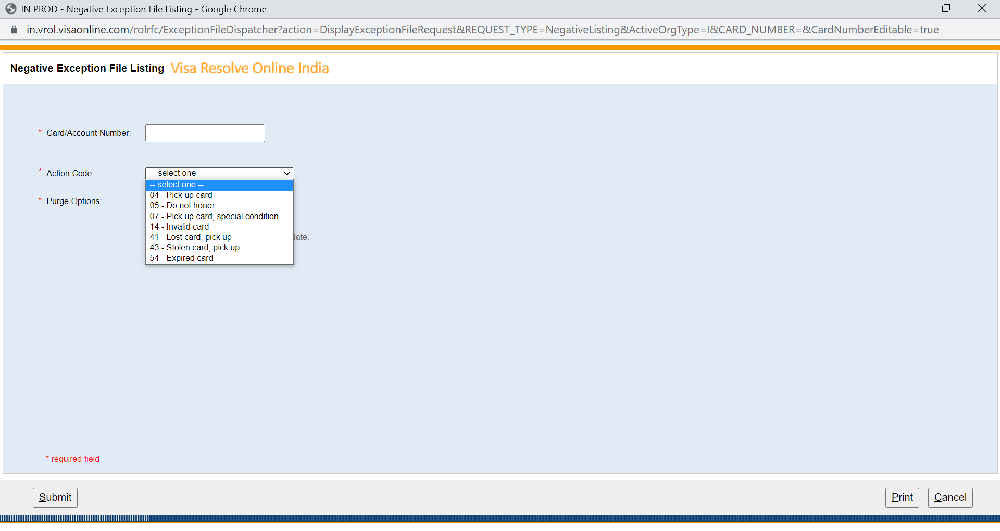 IN PROD - Negative Exception File Listing - Google Chrome
in.vrol.visaonline.com/rolrfc/ExceptionFileDispatcher?action=DisplayExceptionFileRequest&REQUEST_TYPE=NegativeListing&ActiveOrgType=I&CARD_NUMBER=&CardNumberEditable=true
Negative Exception File Listing Visa Resolve Online India
* Card/Account Number:
* Action Code: -- select one --
-- select one --
04 - Pick up card
* Purge Options:
05 - Do not honor
07 - Pick up card, special condition
14 - Invalid card
41 - Lost card, pick up date.
43 - Stolen card, pick up
54 - Expired card
* required field
Submit Print Cancel